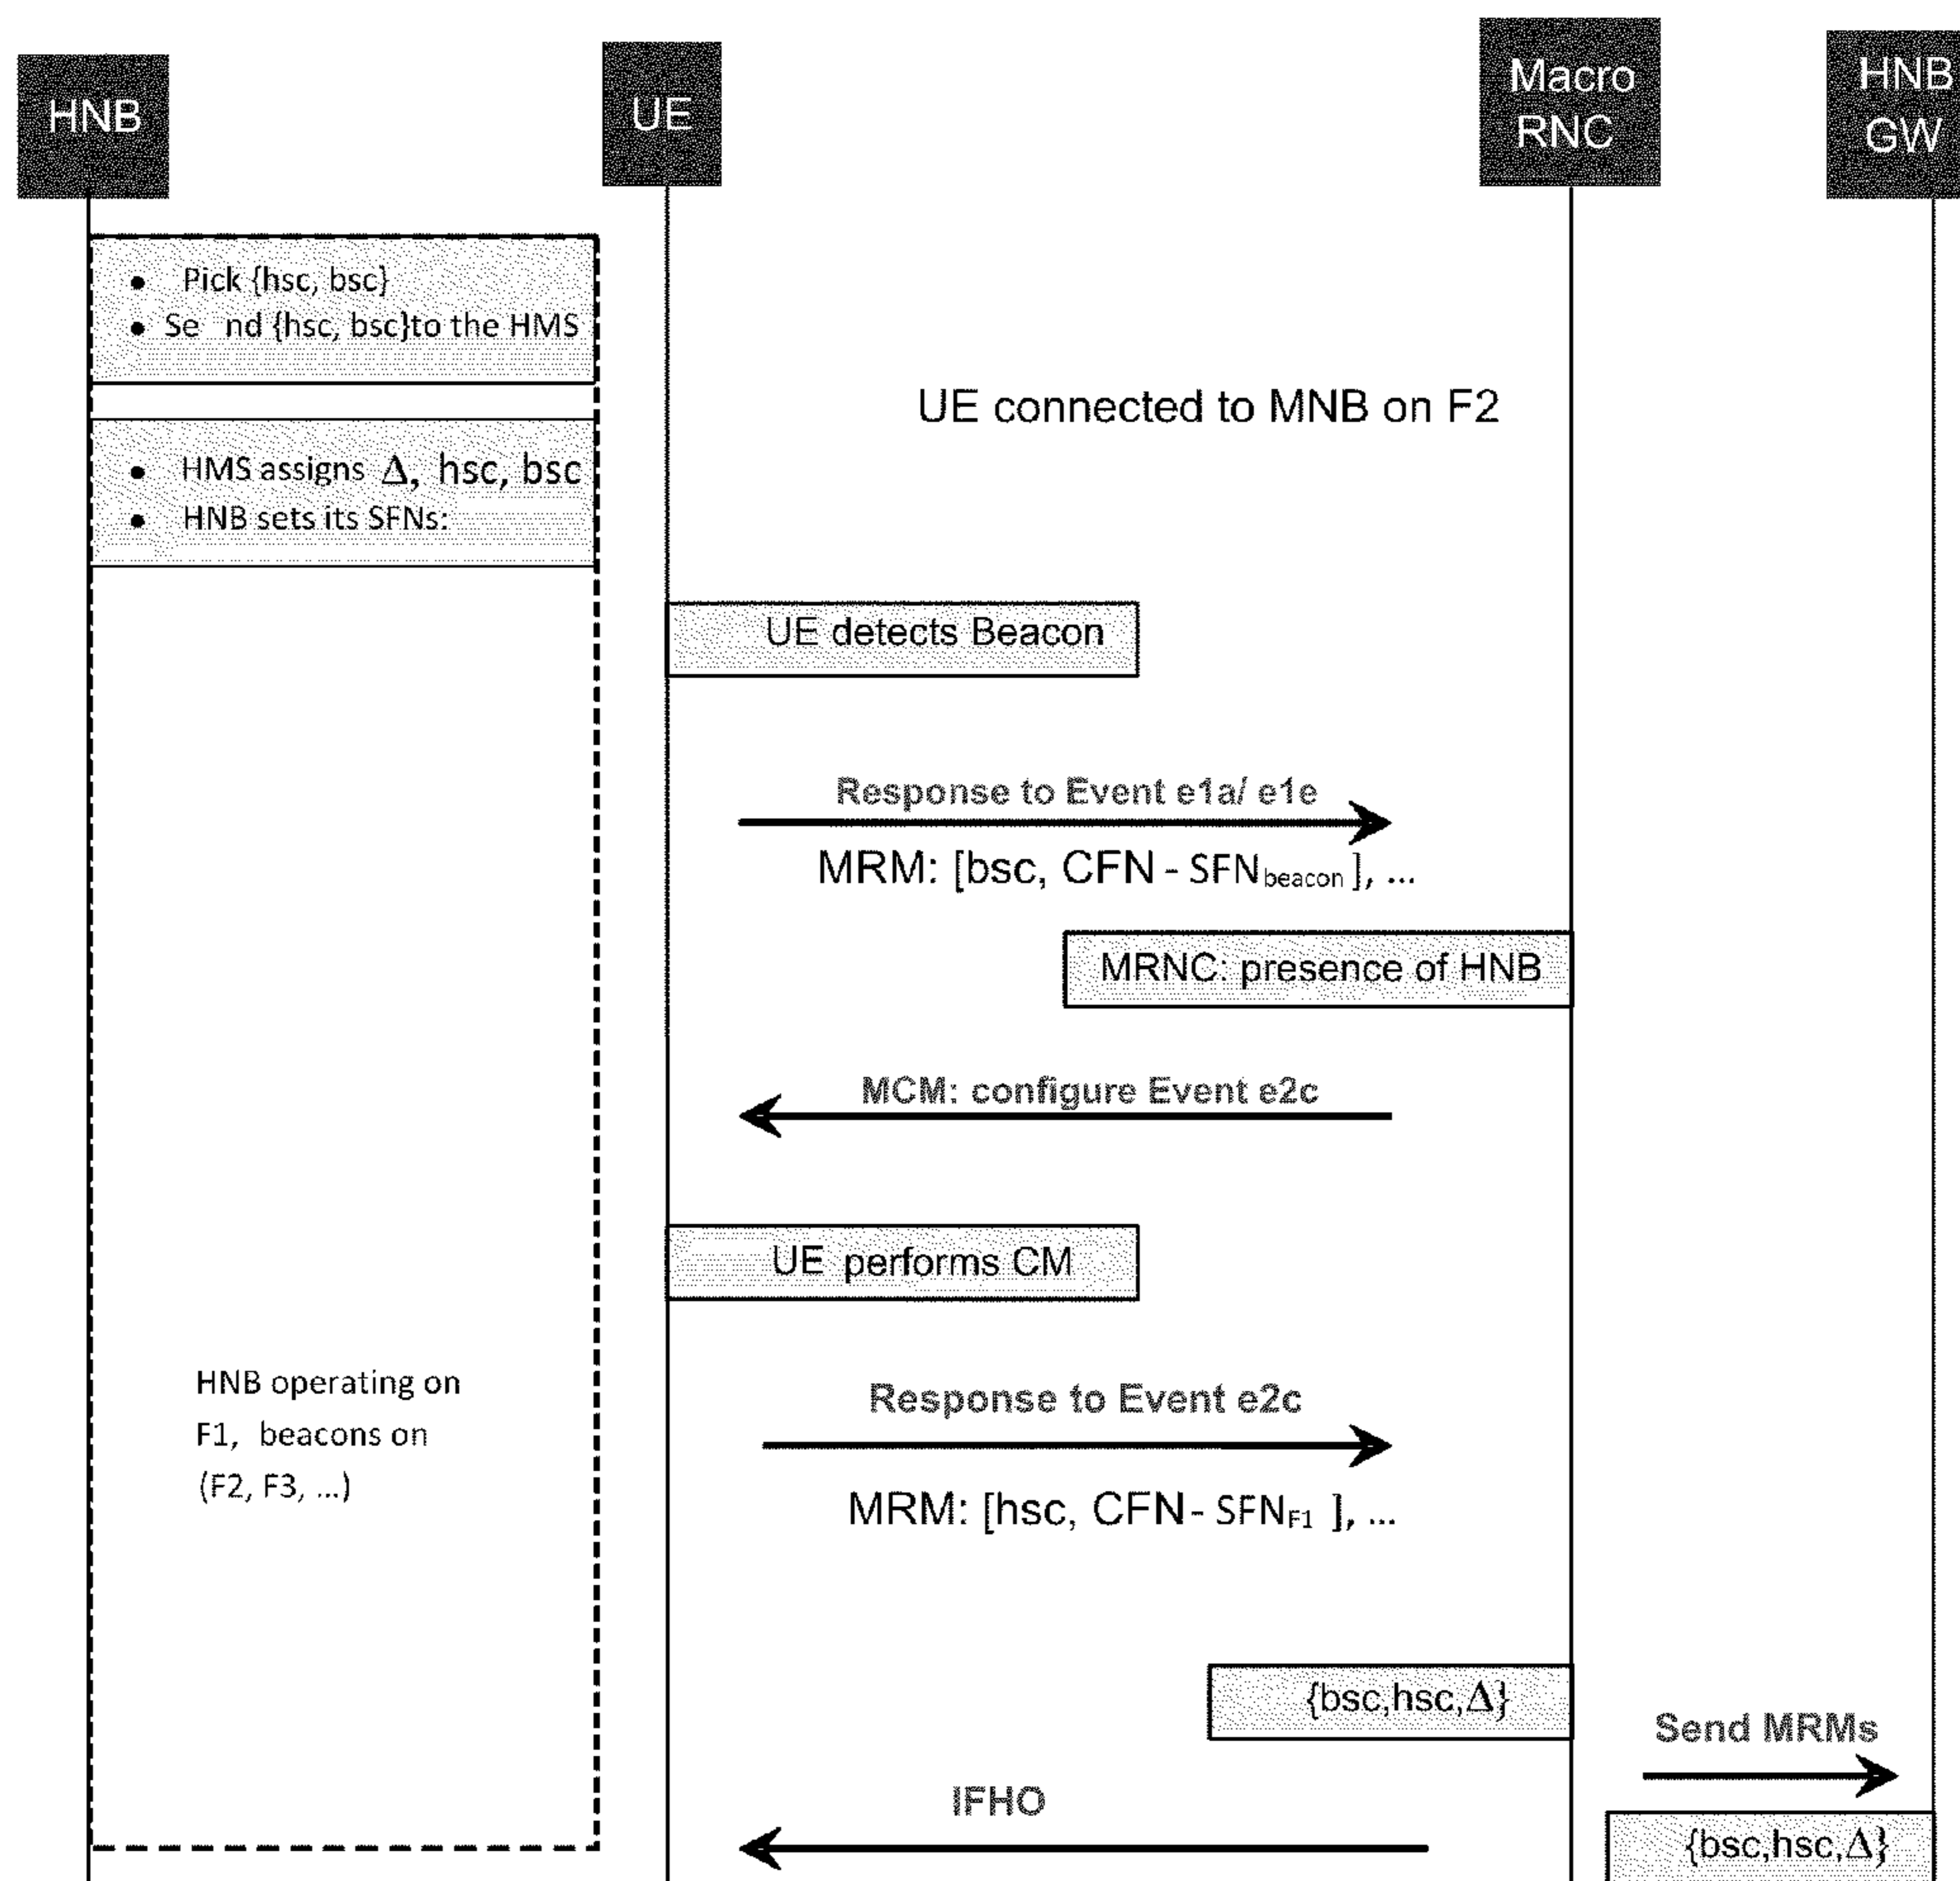 HNB
UE
Macro
RNC
HNB
GW
• Pick {hsc, bsc}
• Se nd {hsc, bsc}to the HMS
UE connected to MNB on F2
• HMS assigns Δ, hsc, bsc
• HNB sets its SFNs:
UE detects Beacon
Response to Event e1a/ e1e
MRM: [bsc, CFN - SFNbeacon ], ...
MRNC: presence of HNB
MCM: configure Event e2c
UE performs CM
HNB operating on
F1, beacons on
(F2, F3, ...)
Response to Event e2c
MRM: [hsc, CFN - SFNF1 ], ...
{bsc,hsc,Δ}
Send MRMs
IFHO
{bsc,hsc,Δ}